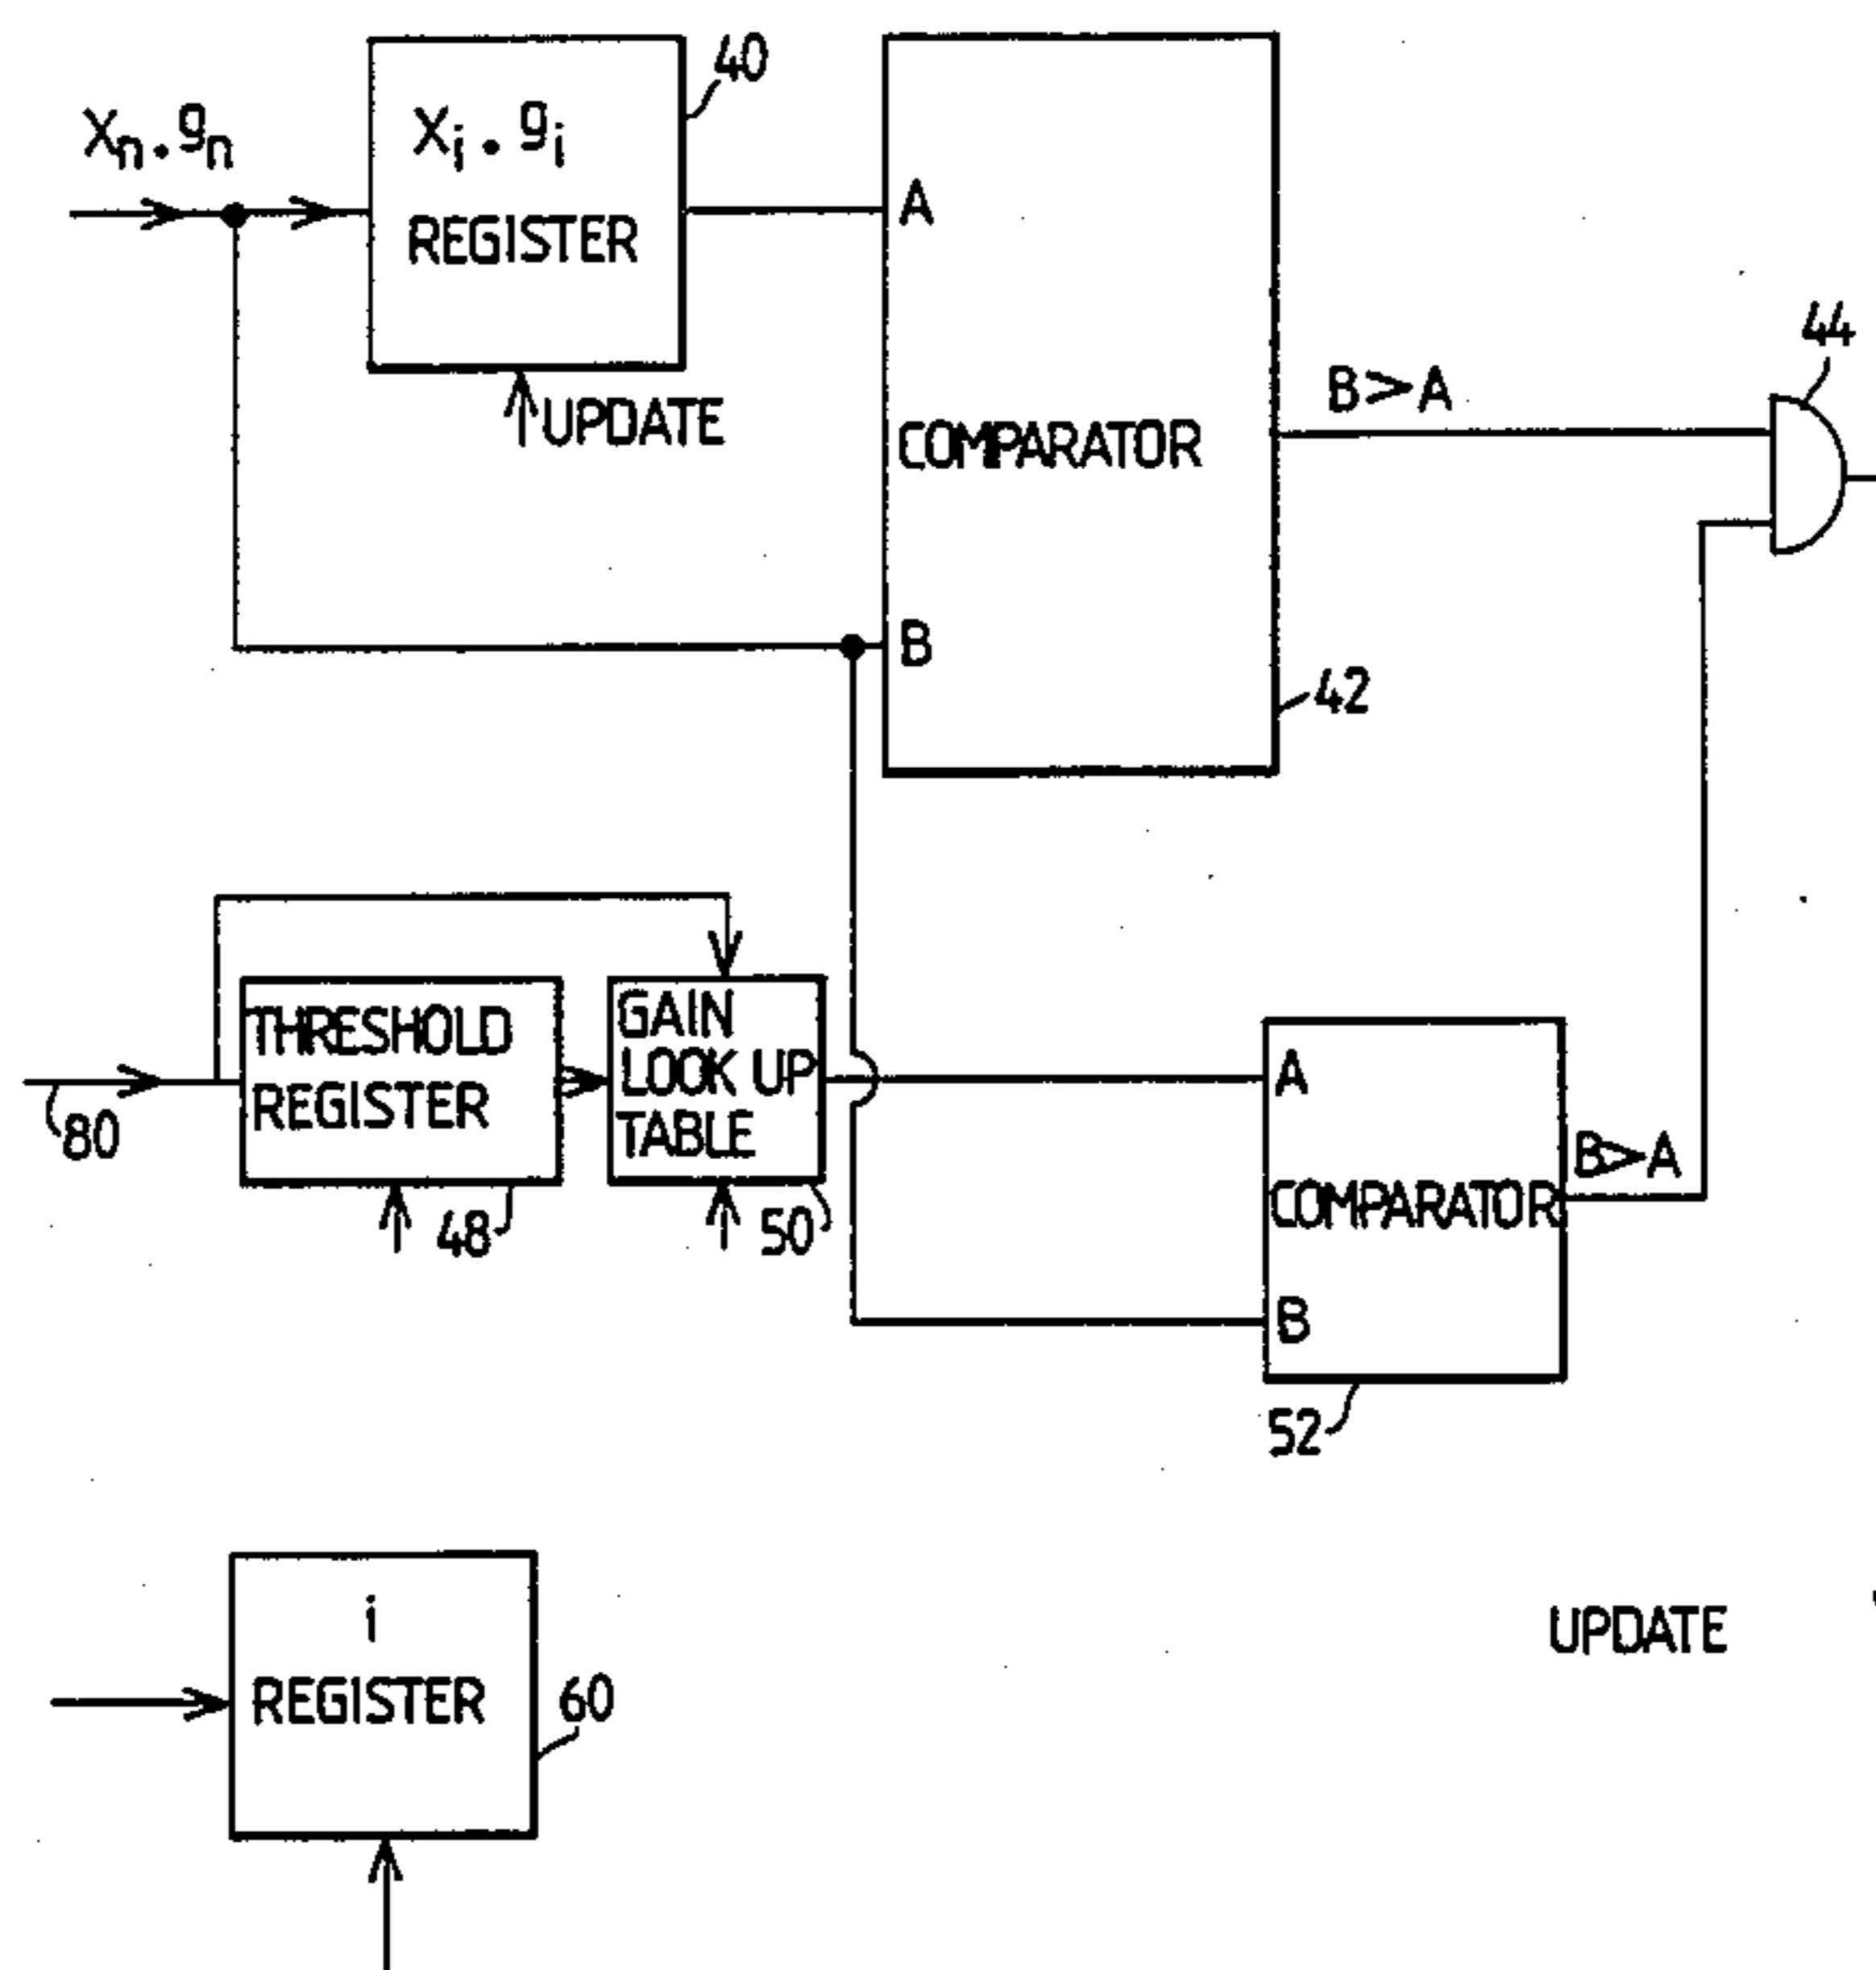 40
Xn.gn
Xi.gi
REGISTER
A
44
B>A
UPDATE
COMPARATOR
B
42
THRESHOLD
REGISTER
GAIN
LOOK UP
TABLE
80
48
50
A
B>A
COMPARATOR
B
52
i
REGISTER
60
UPDATE